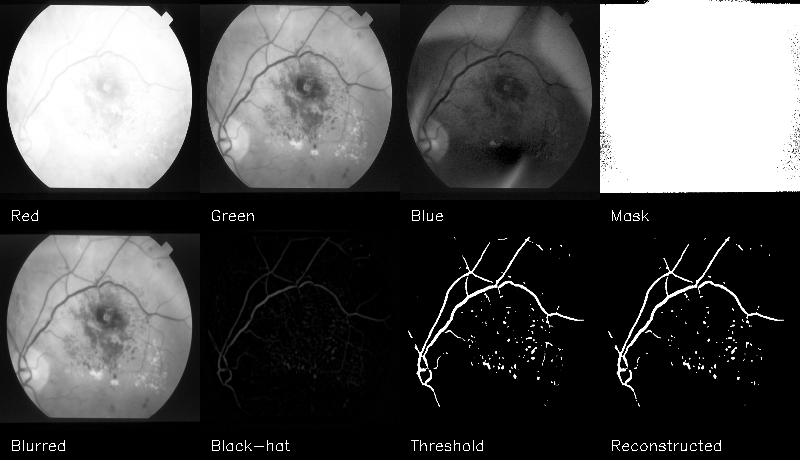 Red
Green
Blue
Mask
Blurred
Black-hat
Threshold
Reconstructed